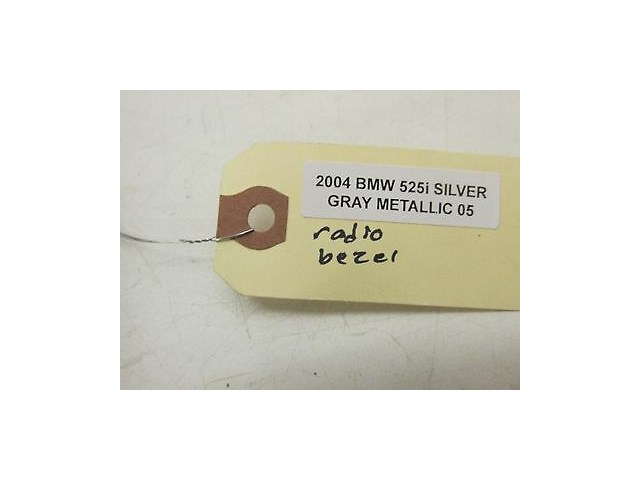 2004 BMW 525i SILVER
GRAY METALLIC 05
radio
bezel